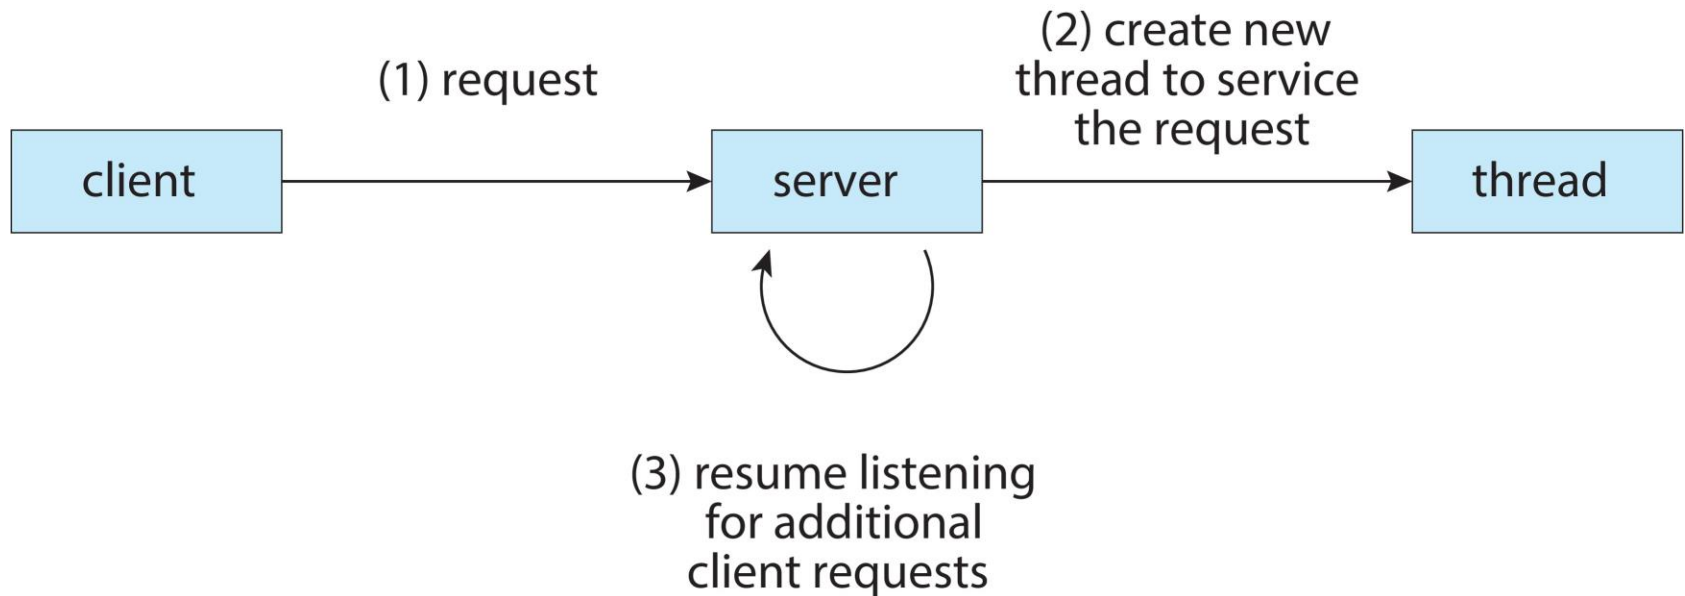 (1) request
(2) create new
thread to service
the request
client
server
thread
(3) resume listening
for additional
client requests